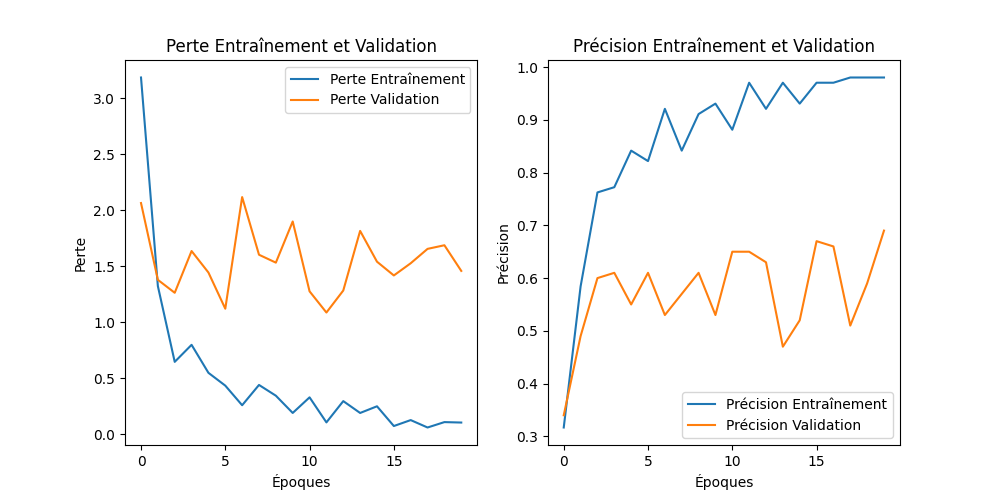 Perte Entraînement et Validation
Perte Entraînement
Perte Validation
3.0
2.5
2.0
1.5
1.0
0.5
0.0
Perte
0
5
10
15
Époques
Précision Entraînement et Validation
1.0
0.9
0.8
0.7
0.6
0.5
0.4
0.3
Précision
Précision Entraînement
Précision Validation
0
5
10
15
Époques